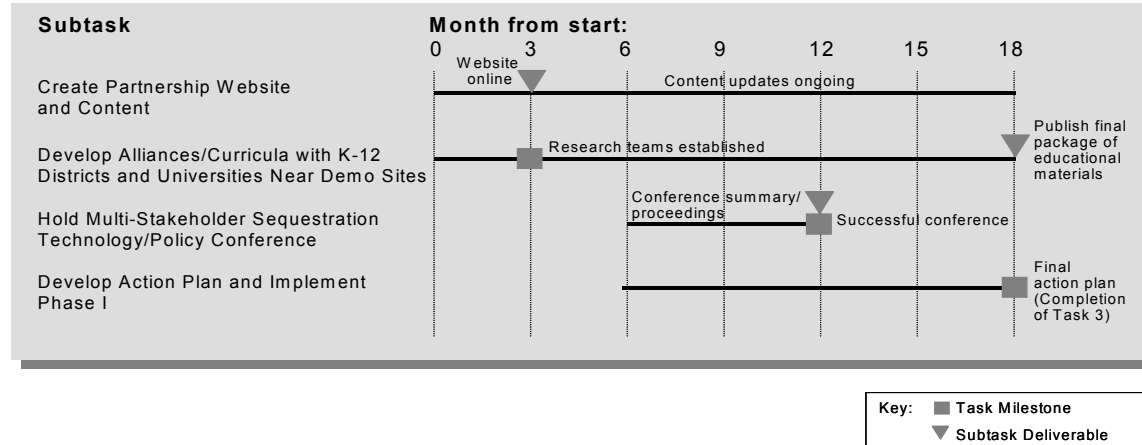 Subtask
Month from start:
0 3 6 9 12 15 18
Website
online
Create Partnership Website
and Content
Content updates ongoing
Develop Alliances/Curricula with K-12
Districts and Universities Near Demo Sites
Research teams established
Publish final
package of
educational
materials
Hold Multi-Stakeholder Sequestration
Technology/Policy Conference
Conference summary/
proceedings
Successful conference
Develop Action Plan and Implement
Phase I
Final
action plan
(Completion
of Task 3)
Key: Task Milestone
Subtask Deliverable